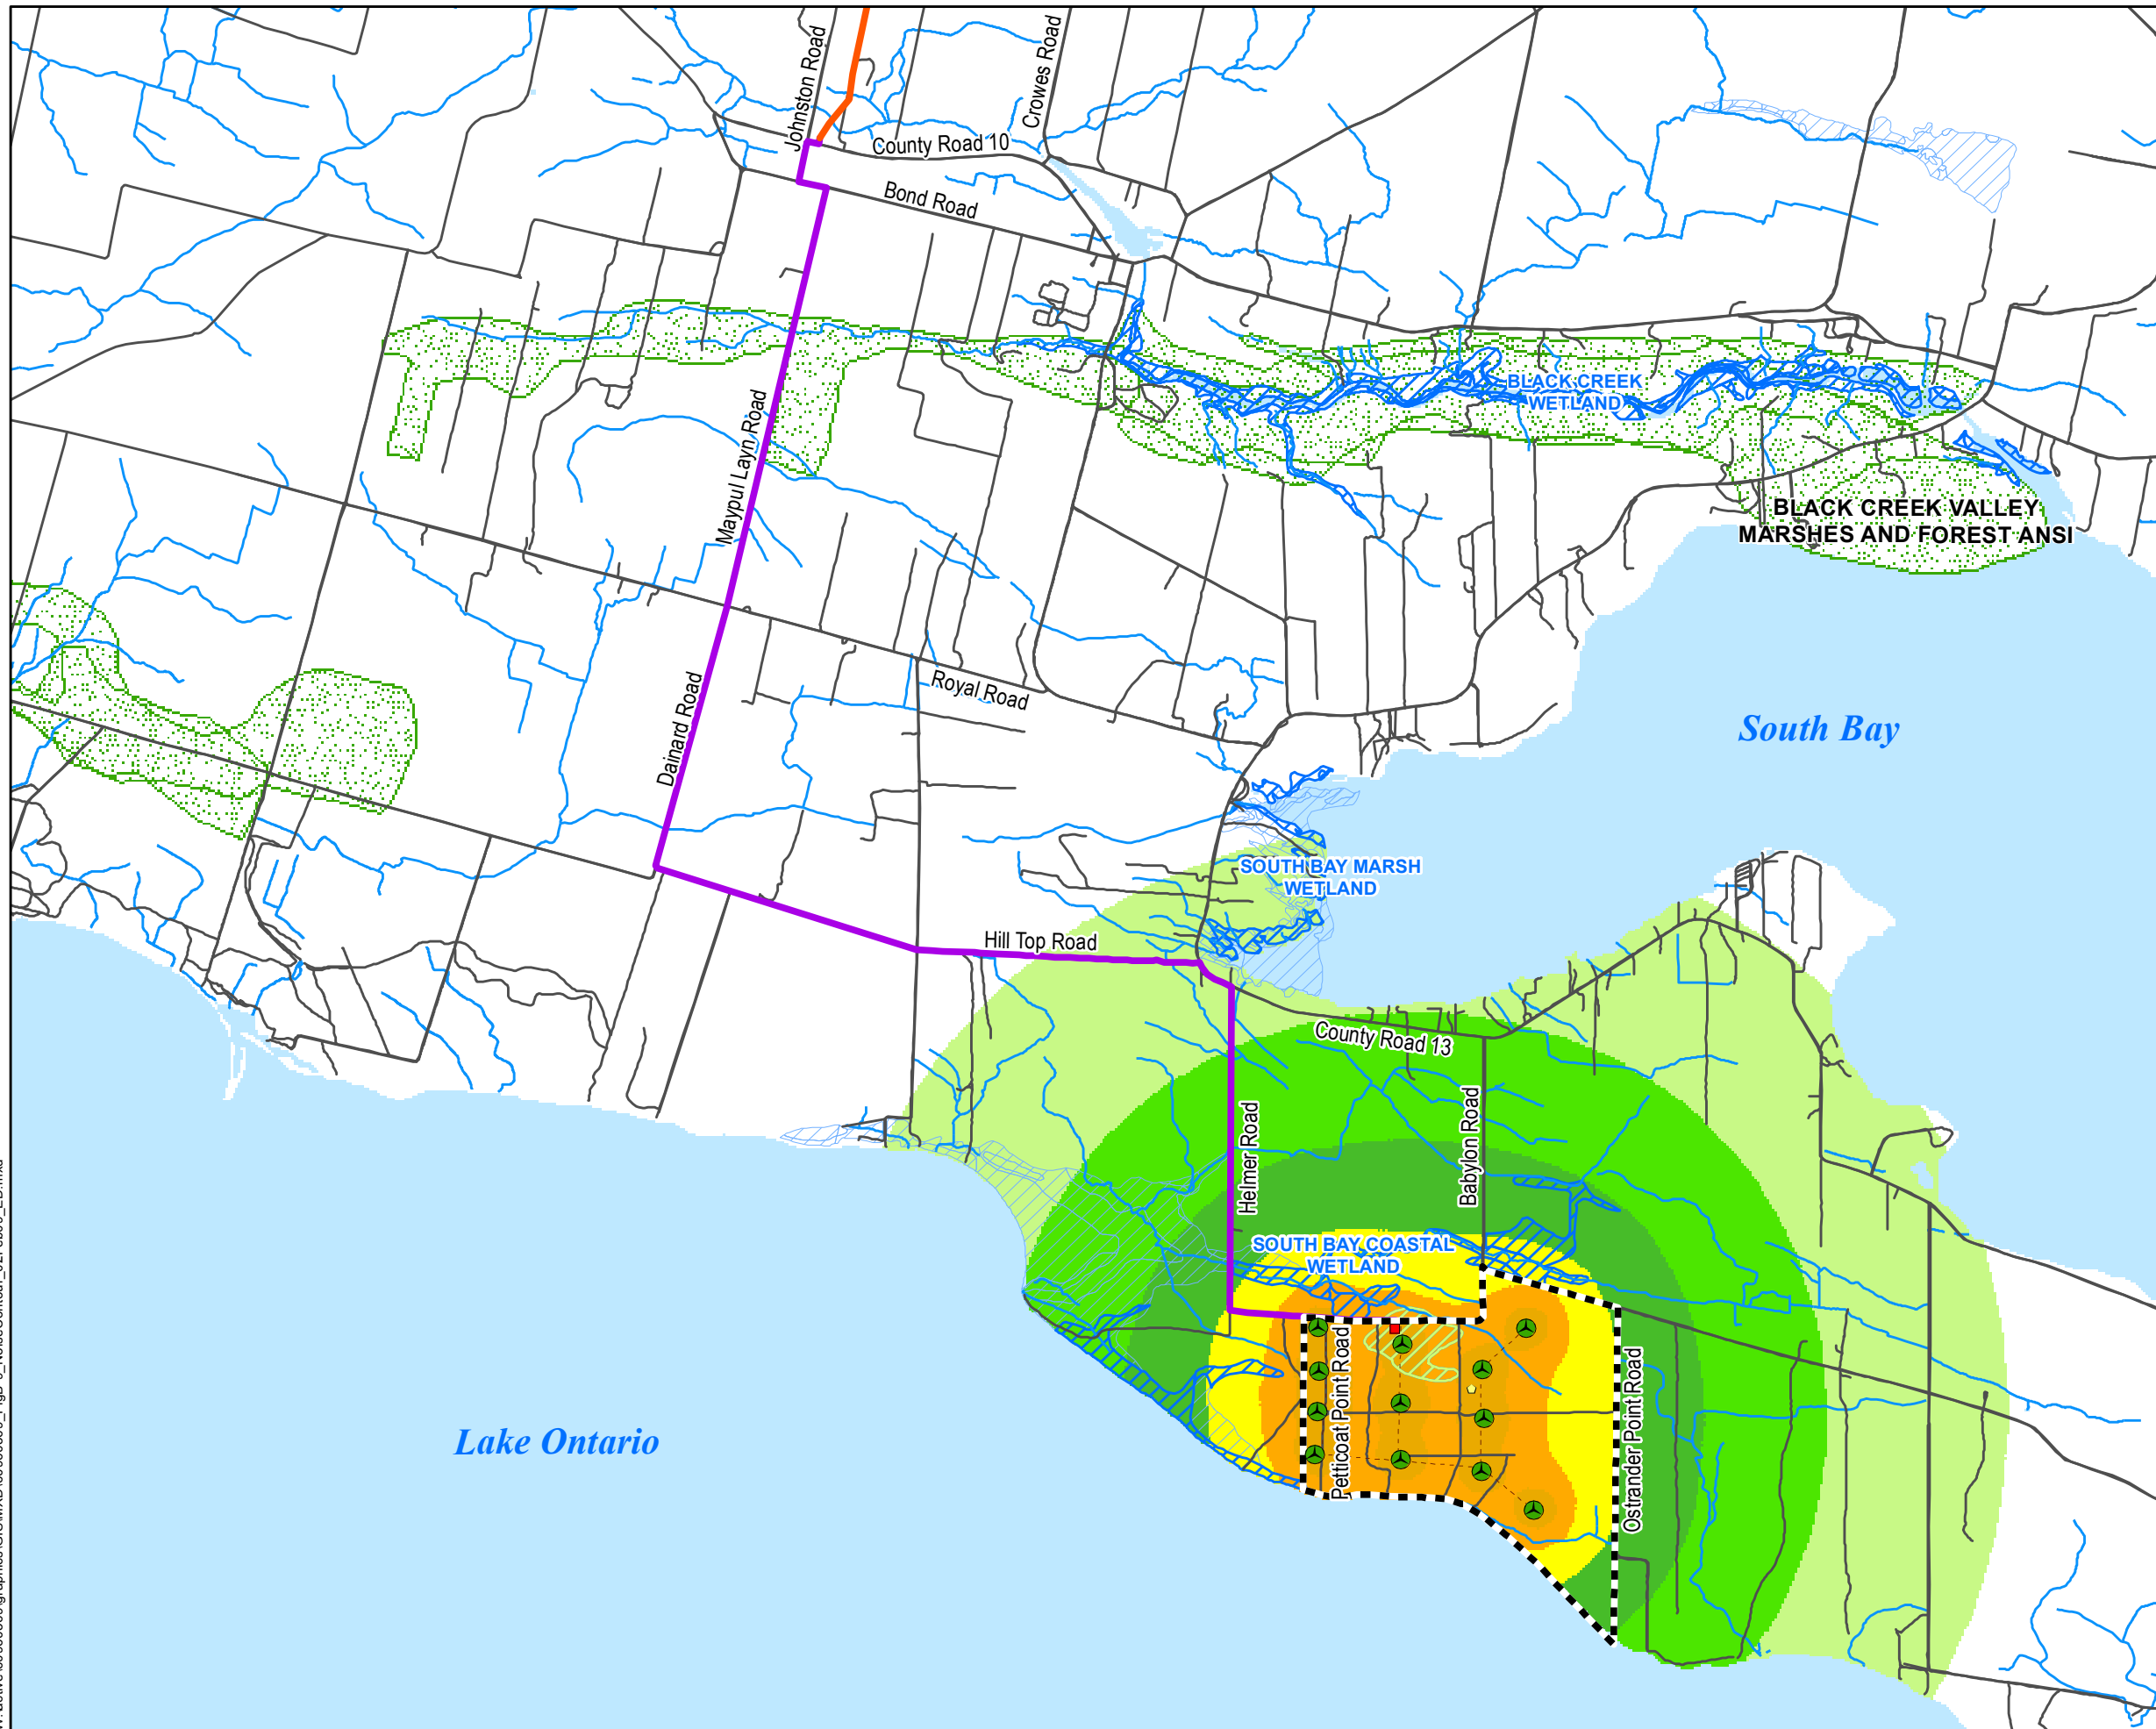 Johnston Road
Crowes Road
County Road 10
Bond Road
BLACK CREEK
WETLAND
Maypul Layn Road
BLACK CREEK VALLEY
MARSHES AND FOREST ANSI
Royal Road
Dainard Road
South Bay
SOUTH BAY MARSH
WETLAND
Hill Top Road
County Road 13
Helmer Road
Babylon Road
SOUTH BAY COASTAL
WETLAND
Petticoat Point Road
Ostrander Point Road
Lake Ontario